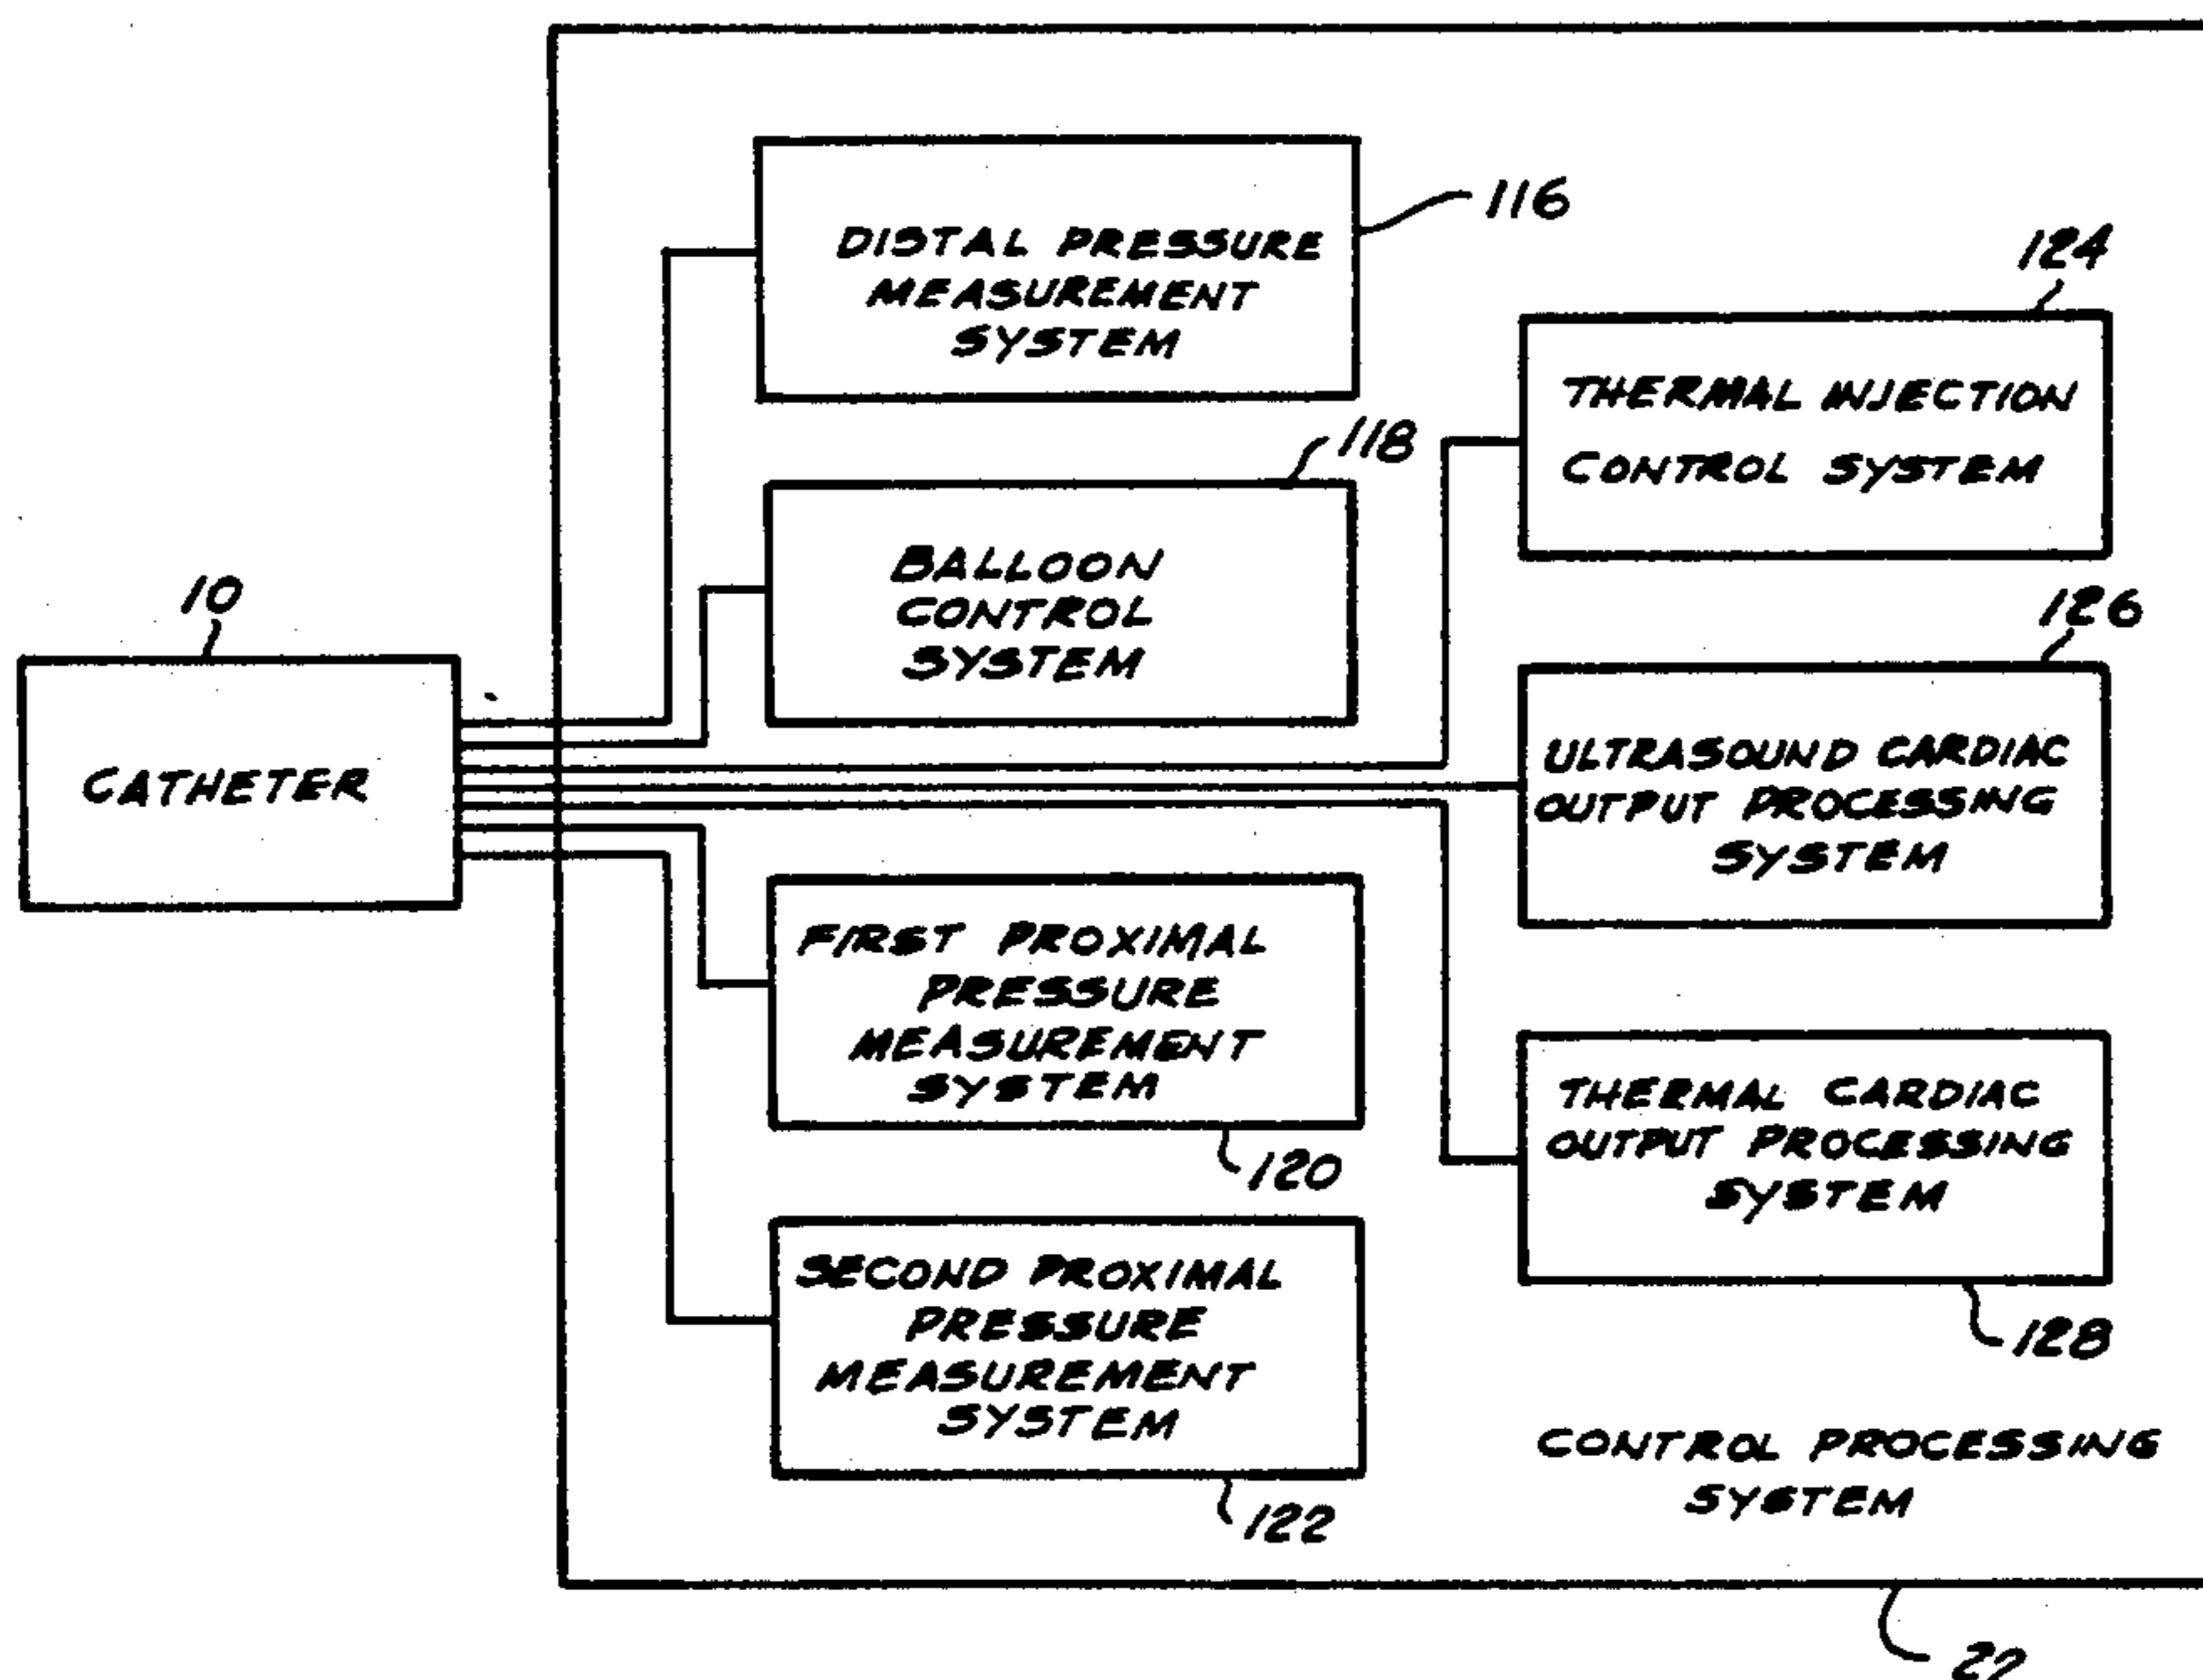 116
DISTAL PRESSURE
MEASUREMENT
SYSTEM
124
THERMAL INJECTION
CONTROL SYSTEM
118
BALLOON
CONTROL
SYSTEM
10
CATHETER
126
ULTRASOUND CARDIAC
OUTPUT PROCESSING
SYSTEM
FIRST PROXIMAL
PRESSURE
MEASUREMENT
SYSTEM
120
THERMAL CARDIAC
OUTPUT PROCESSING
SYSTEM
128
SECOND PROXIMAL
PRESSURE
MEASUREMENT
SYSTEM
122
CONTROL PROCESSING
SYSTEM
22